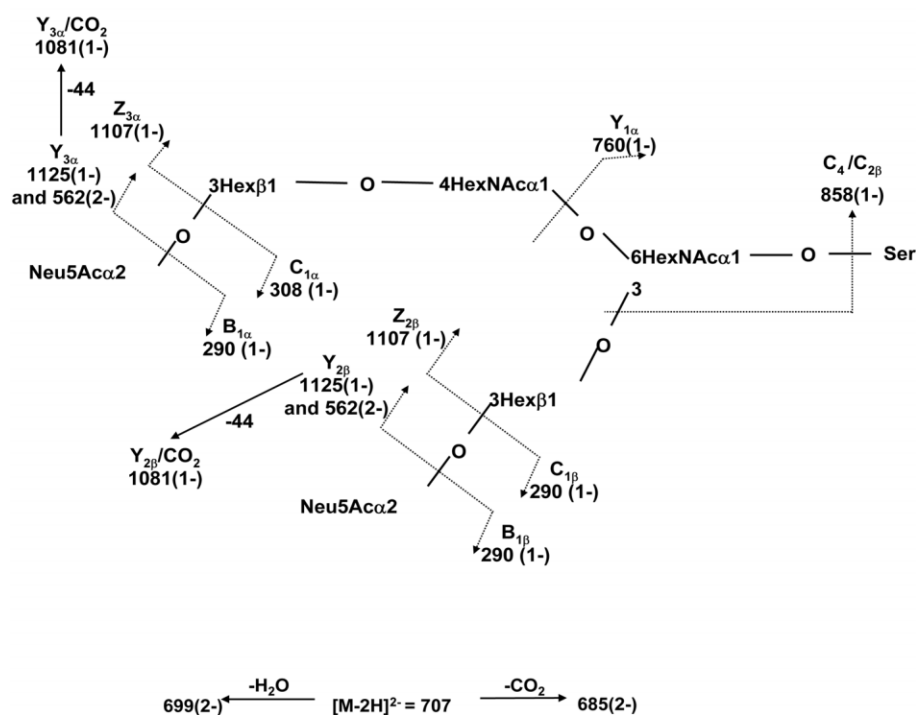 Y3α/CO2
1081(1-)
-44
Z3α
1107(1-)
Y3α
1125(1-)
and 562(2-)
3Hexβ1
O
4HexNAcα1
Y1α
760(1-)
C4/C2β
858(1-)
O
Neu5Acα2
C1α
308 (1-)
B1α
290 (1-)
O
6HexNAcα1
O
Ser
3
O
Z2β
1107 (1-)
Y2β
1125(1-)
and 562(2-)
-44
Y2β/CO2
1081(1-)
3Hexβ1
O
Neu5Acα2
C1β
290 (1-)
B1β
290 (1-)
-H2O
-CO2
699(2-)
[M-2H]2- = 707
685(2-)